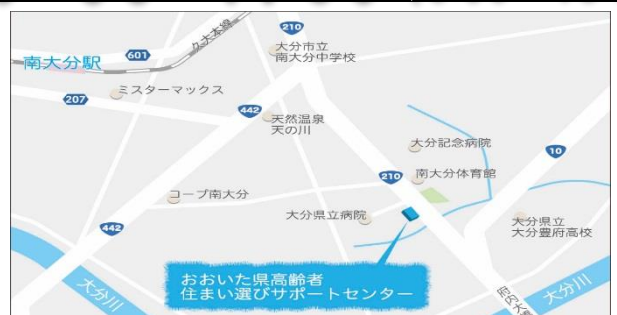 210
久大本線
601
大分市立
南大分中学校
南大分駅
ミスターマックス
207
442
天然温泉
天の川
大分記念病院
10
210
南大分体育館
コープ南大分
大分県立病院
大分県立
大分豊府高校
442
おおいた県高齢者
住まい選びサポートセンター
大分川
大分川